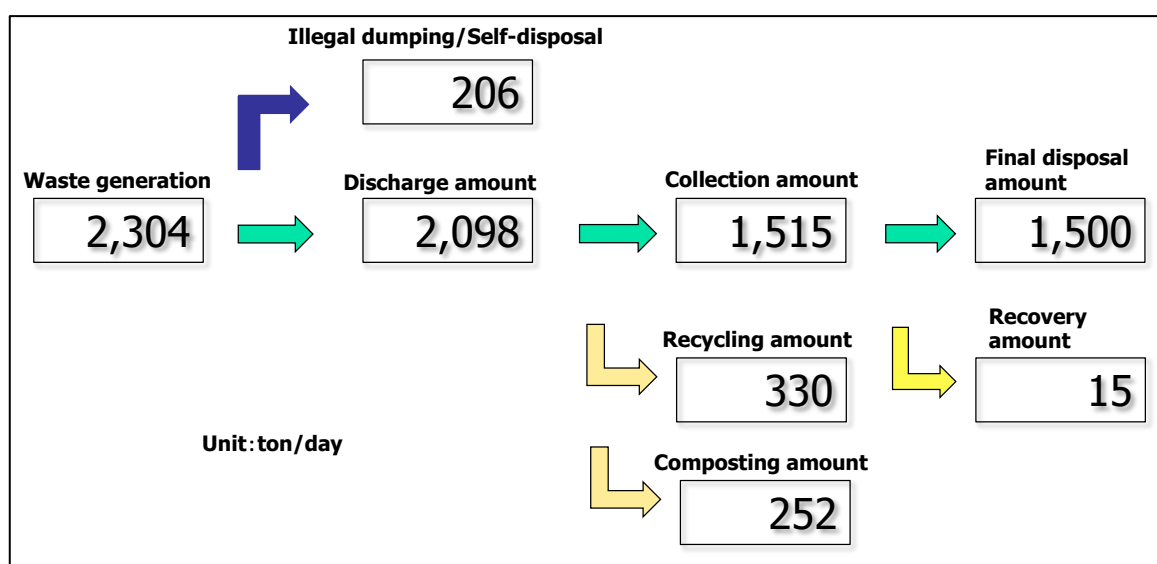 Illegal dumping/Self-disposal
206
Waste generation
2,304
Discharge amount
2,098
Collection amount
1,515
Final disposal
amount
1,500
Recycling amount
330
Recovery
amount
15
Unit:ton/day
Composting amount
252